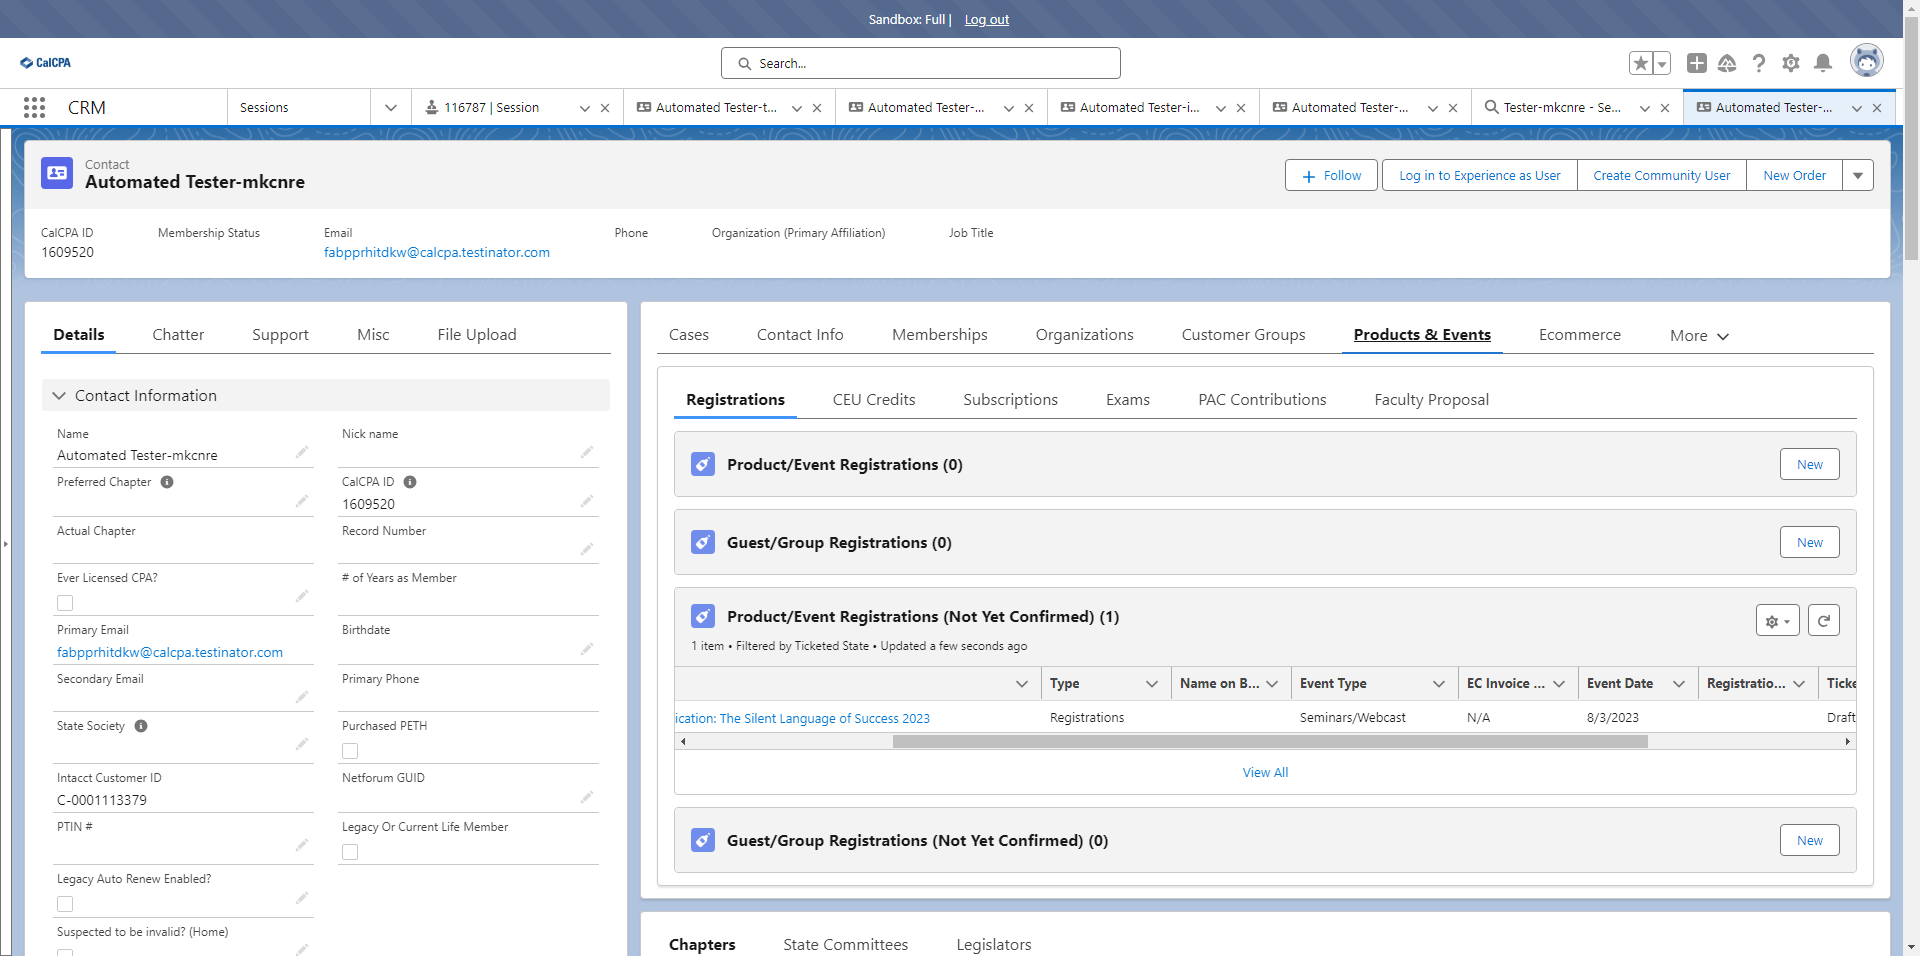 Sandbox: Full | Log out
CalCPA
Search...
CRM
Sessions
116787 | Session
Automated Tester-t...
Automated Tester-...
Automated Tester-i...
Automated Tester-...
Tester-mkcnre - Se...
Automated Tester-...
Contact
Automated Tester-mkcnre
Follow
Log in to Experience as User
Create Community User
New Order
CalCPA ID
Membership Status
Email
Phone
Organization (Primary Affiliation)
Job Title
1609520
fabpprhitdkw@calcpa.testinator.com
Details
Chatter
Support
Misc
File Upload
Contact Information
Name
Nick name
Automated Tester-mkcnre
Preferred Chapter
CalCPA ID
1609520
Actual Chapter
Record Number
Ever Licensed CPA?
# of Years as Member
Primary Email
Birthdate
fabpprhitdkw@calcpa.testinator.com
Secondary Email
Primary Phone
State Society
Purchased PETH
Intacct Customer ID
Netforum GUID
C-0001113379
PTIN #
Legacy Or Current Life Member
Legacy Auto Renew Enabled?
Suspected to be invalid? (Home)
Cases
Contact Info
Memberships
Organizations
Customer Groups
Products & Events
Ecommerce
More
Registrations
CEU Credits
Subscriptions
Exams
PAC Contributions
Faculty Proposal
Product/Event Registrations (0)
New
Guest/Group Registrations (0)
New
Product/Event Registrations (Not Yet Confirmed) (1)
1 item • Filtered by Ticketed State • Updated a few seconds ago
Type
Name on B...
Event Type
EC Invoice ...
Event Date
Registratio...
Ticke
ication: The Silent Language of Success 2023
Registrations
Seminars/Webcast
N/A
8/3/2023
Draft
View All
Guest/Group Registrations (Not Yet Confirmed) (0)
New
Chapters
State Committees
Legislators